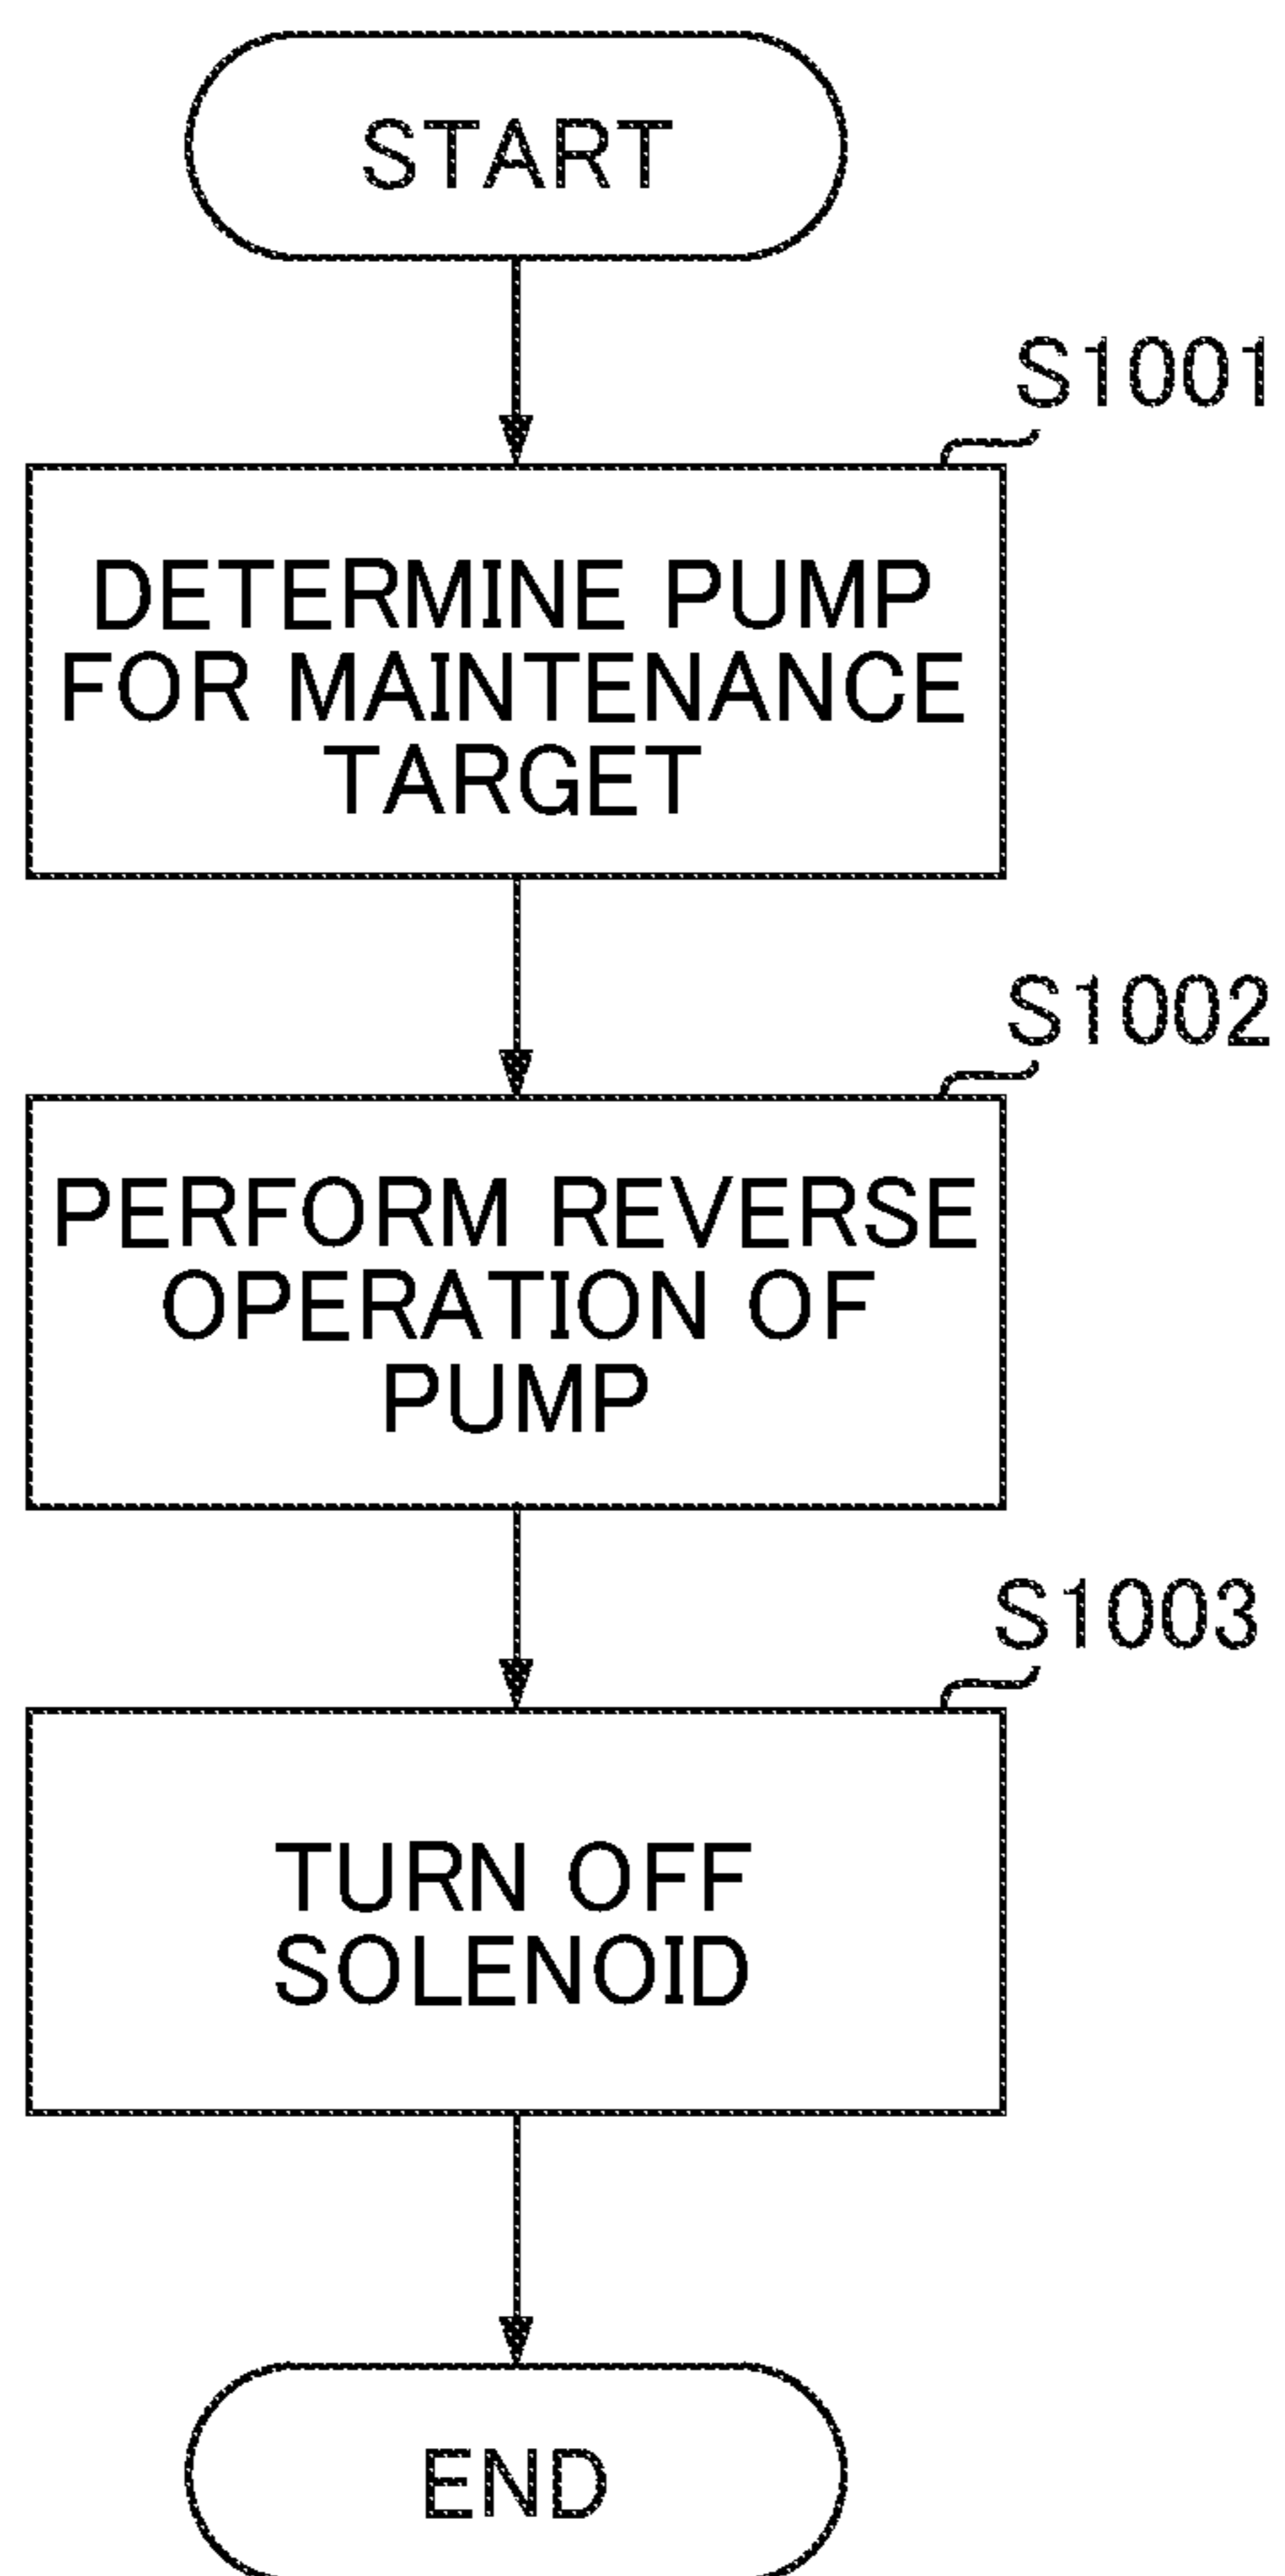 START
S1001
DETERMINE PUMP
FOR MAINTENANCE
TARGET
S1002
PERFORM REVERSE
OPERATION OF
PUMP
S1003
TURN OFF
SOLENOID
END